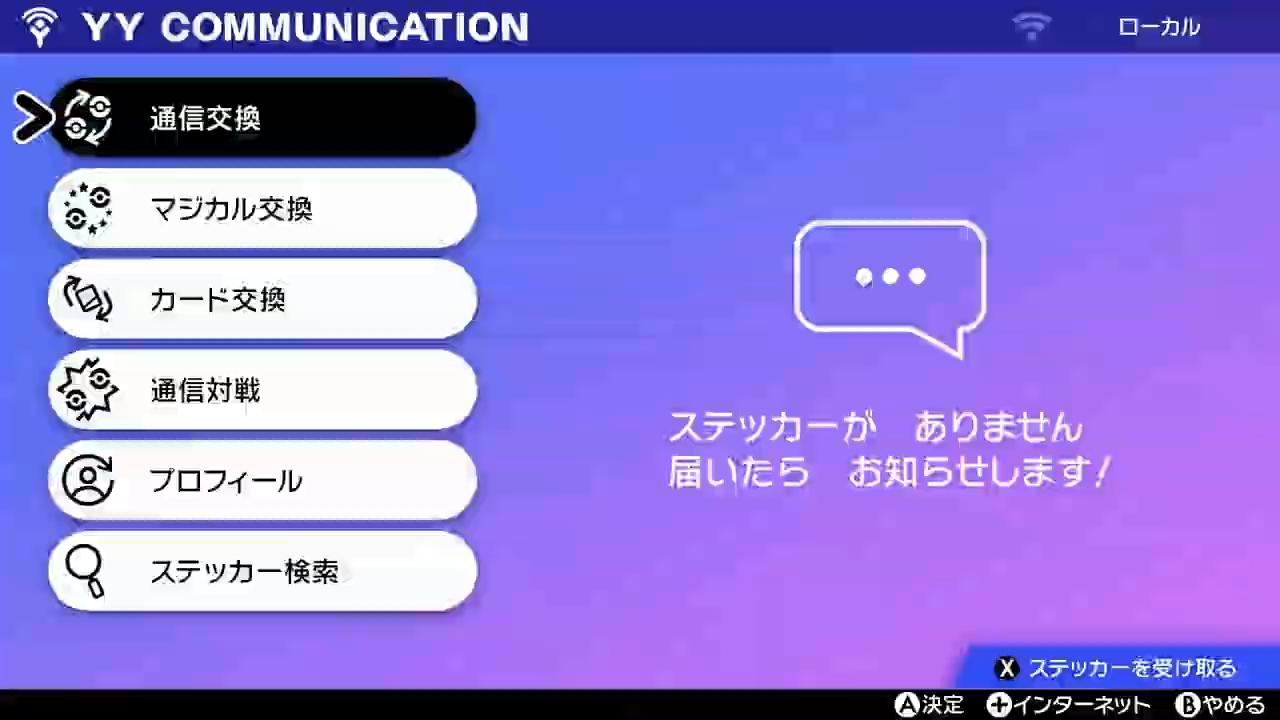 YY COMMUNICATION
ローカル
通信交換
マジカル交換
カード交換
通信対戦
プロフィール
ステッカー検索
ステッカーが　ありません
届いたら　お知らせします!
X ステッカーを受け取る
A決定 +インターネット Bやめる